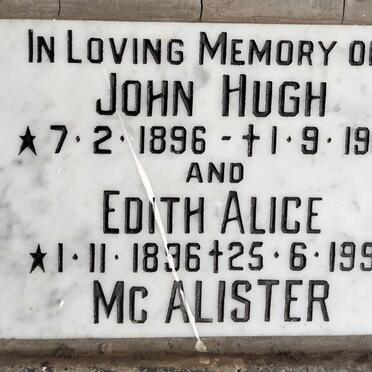 IN LOVING MEMORY O
JOHN HUGH
★ 7·2·1896 - † 1·9·19
AND
EDITH ALICE
★ 1·11·1896 † 25·6·199
MC ALISTER